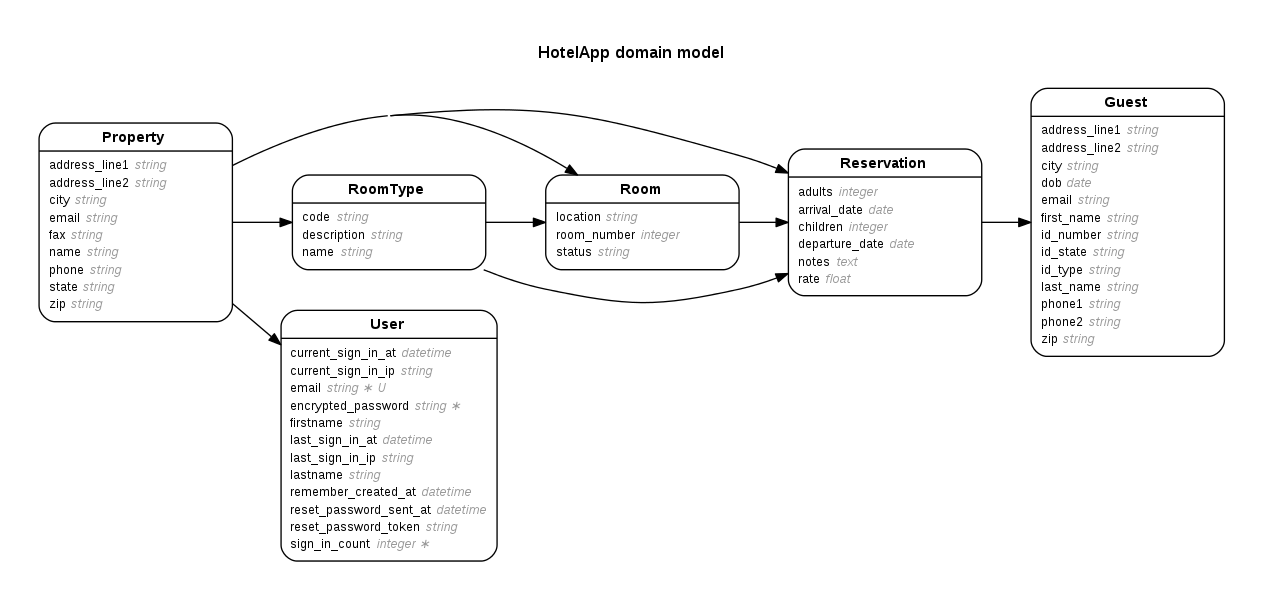 HotelApp domain model
Property
address_line1 string
address_line2 string
city string
email string
fax string
name string
phone string
state string
zip string
RoomType
code string
description string
name string
User
current_sign_in_at datetime
current_sign_in_ip string
email string ∗ U
encrypted_password string ∗
firstname string
last_sign_in_at datetime
last_sign_in_ip string
lastname string
remember_created_at datetime
reset_password_sent_at datetime
reset_password_token string
sign_in_count integer ∗
Room
location string
room_number integer
status string
Reservation
adults integer
arrival_date date
children integer
departure_date date
notes text
rate float
Guest
address_line1 string
address_line2 string
city string
dob date
email string
first_name string
id_number string
id_state string
id_type string
last_name string
phone1 string
phone2 string
zip string